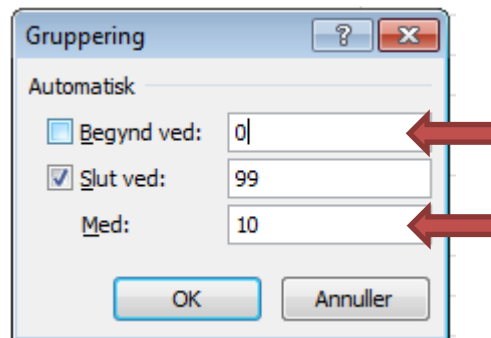 Gruppering
Automatisk
Begynd ved: 0
Slut ved: 99
Med: 10
OK Annuller